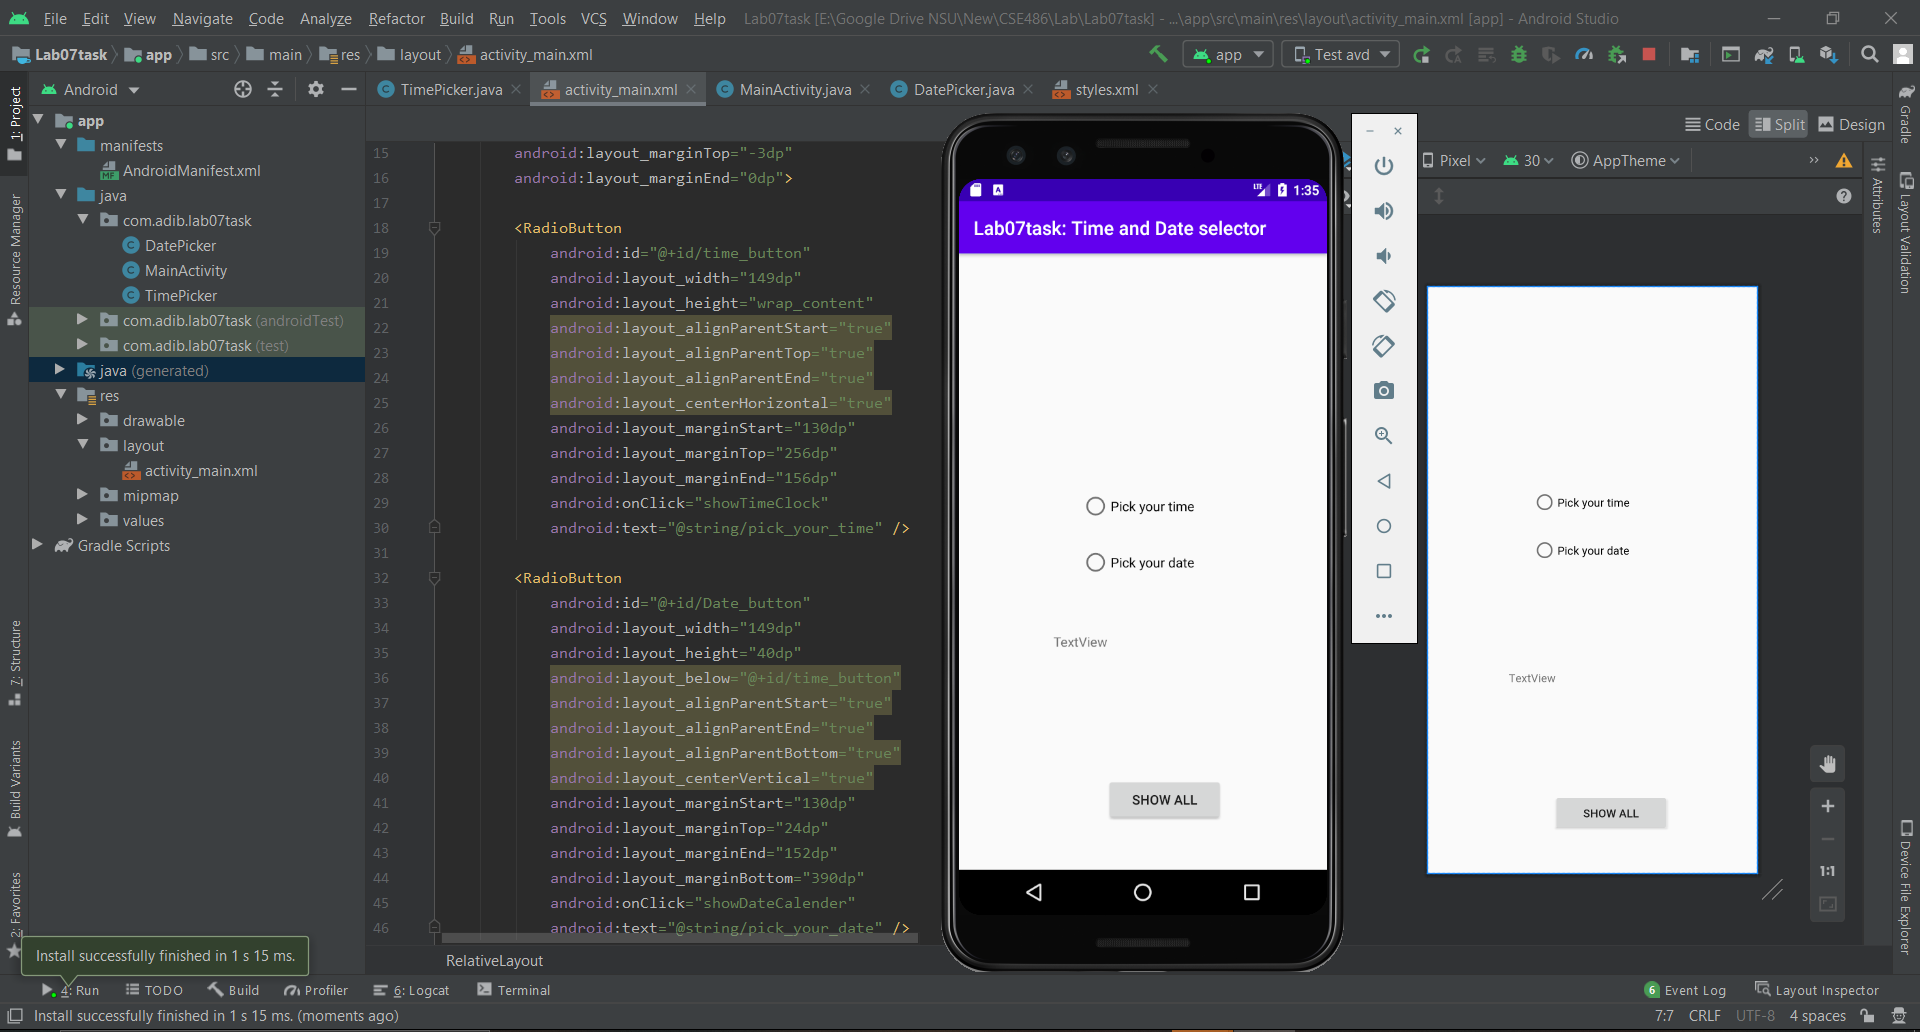 File Edit View Navigate Code Analyze Refactor Build Run Tools VCS Window Help Lab07task [E:\Google Drive NSU\New\CSE486\Lab\Lab07task] - ...\app\src\main\res\layout\activity_main.xml [app] - Android Studio
Lab07task app src main res layout activity_main.xml app Test avd
Android
TimePicker.java activity_main.xml MainActivity.java DatePicker.java styles.xml
Code Split Design
Pixel 30 AppTheme
1: Project
Resource Manager
7: Structure
Build Variants
2: Favorites
app
manifests
AndroidManifest.xml
java
com.adib.lab07task
DatePicker
MainActivity
TimePicker
com.adib.lab07task (androidTest)
com.adib.lab07task (test)
java (generated)
res
drawable
layout
activity_main.xml
mipmap
values
Gradle Scripts
15 android:layout_marginTop="-3dp"
16 android:layout_marginEnd="0dp">
17
18 <RadioButton
19 android:id="@+id/time_button"
20 android:layout_width="149dp"
21 android:layout_height="wrap_content"
22 android:layout_alignParentStart="true"
23 android:layout_alignParentTop="true"
24 android:layout_alignParentEnd="true"
25 android:layout_centerHorizontal="true"
26 android:layout_marginStart="130dp"
27 android:layout_marginTop="256dp"
28 android:layout_marginEnd="156dp"
29 android:onClick="showTimeClock"
30 android:text="@string/pick_your_time" />
31
32 <RadioButton
33 android:id="@+id/Date_button"
34 android:layout_width="149dp"
35 android:layout_height="40dp"
36 android:layout_below="@+id/time_button"
37 android:layout_alignParentStart="true"
38 android:layout_alignParentEnd="true"
39 android:layout_alignParentBottom="true"
40 android:layout_centerVertical="true"
41 android:layout_marginStart="130dp"
42 android:layout_marginTop="24dp"
43 android:layout_marginEnd="152dp"
44 android:layout_marginBottom="390dp"
45 android:onClick="showDateCalender"
46 android:text="@string/pick_your_date" />
RelativeLayout
LTE 1:35
Lab07task: Time and Date selector
Pick your time
Pick your date
TextView
SHOW ALL
Pick your time
Pick your date
TextView
SHOW ALL
1:1
Attributes
Gradle
Layout Validation
Device File Explorer
Install successfully finished in 1 s 15 ms.
4: Run TODO Build Profiler 6: Logcat Terminal 6 Event Log Layout Inspector
Install successfully finished in 1 s 15 ms. (moments ago) 7:7 CRLF UTF-8 4 spaces